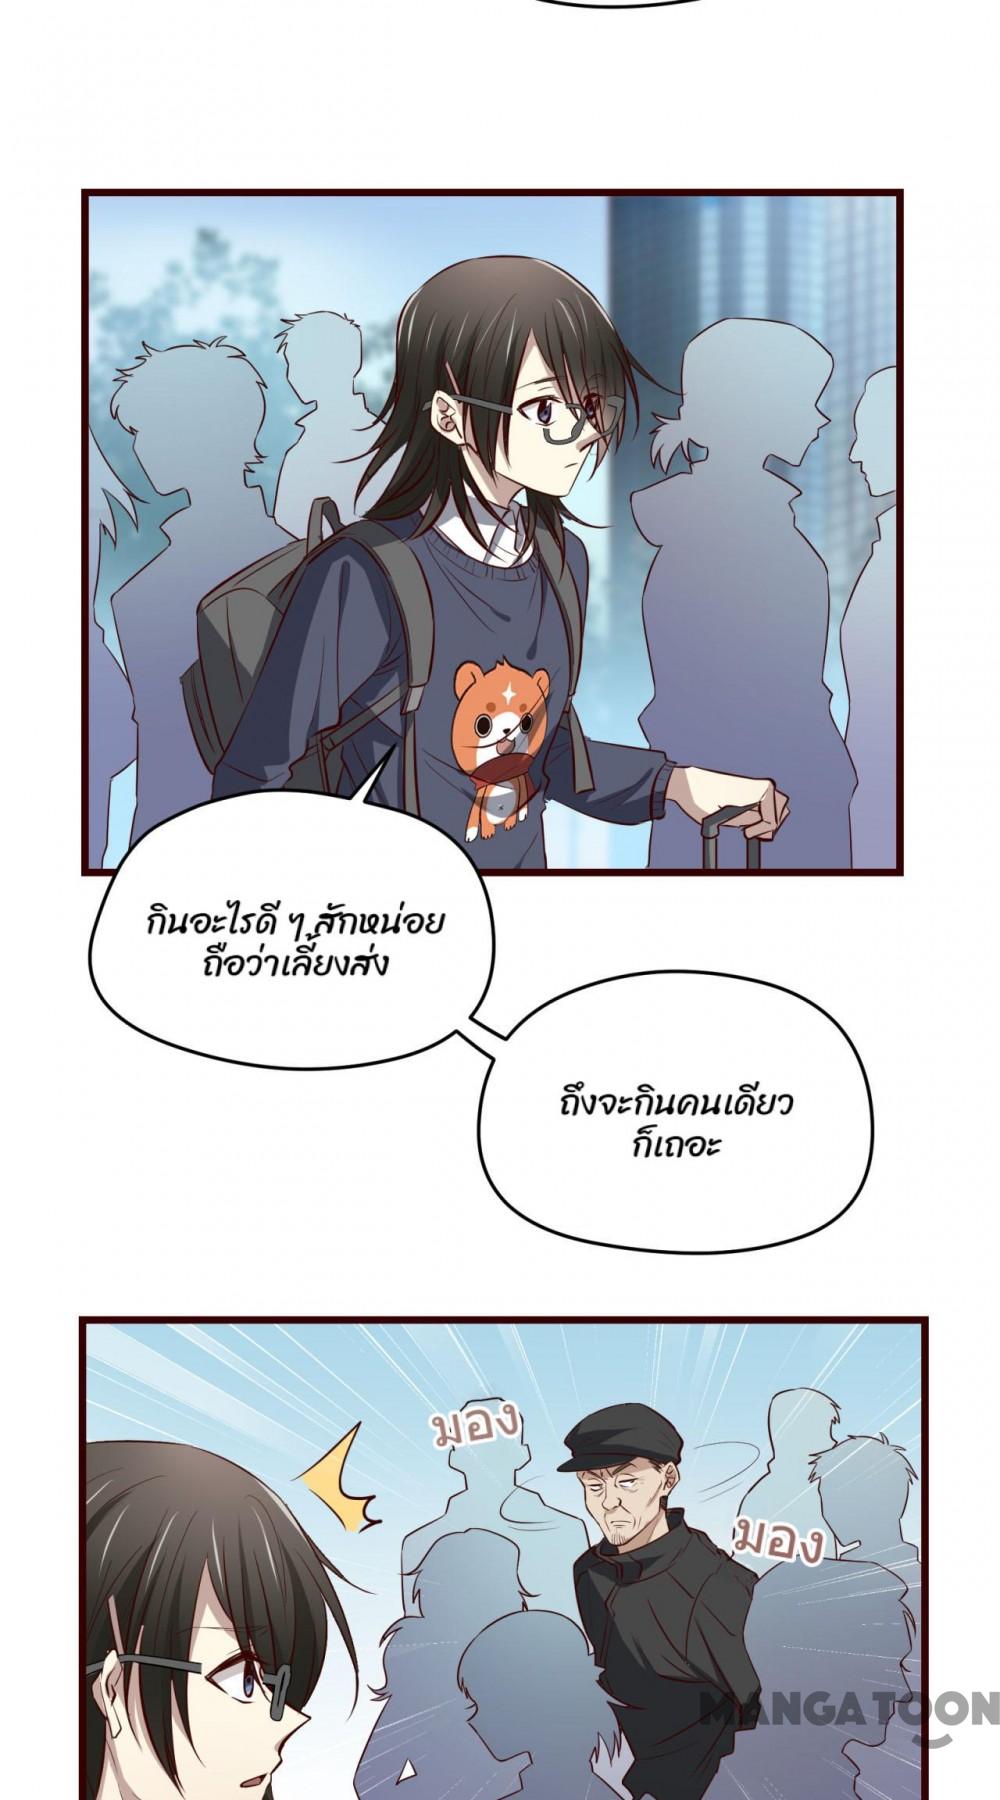 กินอะไรดี ๆ สักหน่อย
ถือว่าเลี้ยงส่ง
ถึงจะกินคนเดียว
ก็เถอะ
มอง
มอง
MANGATOON